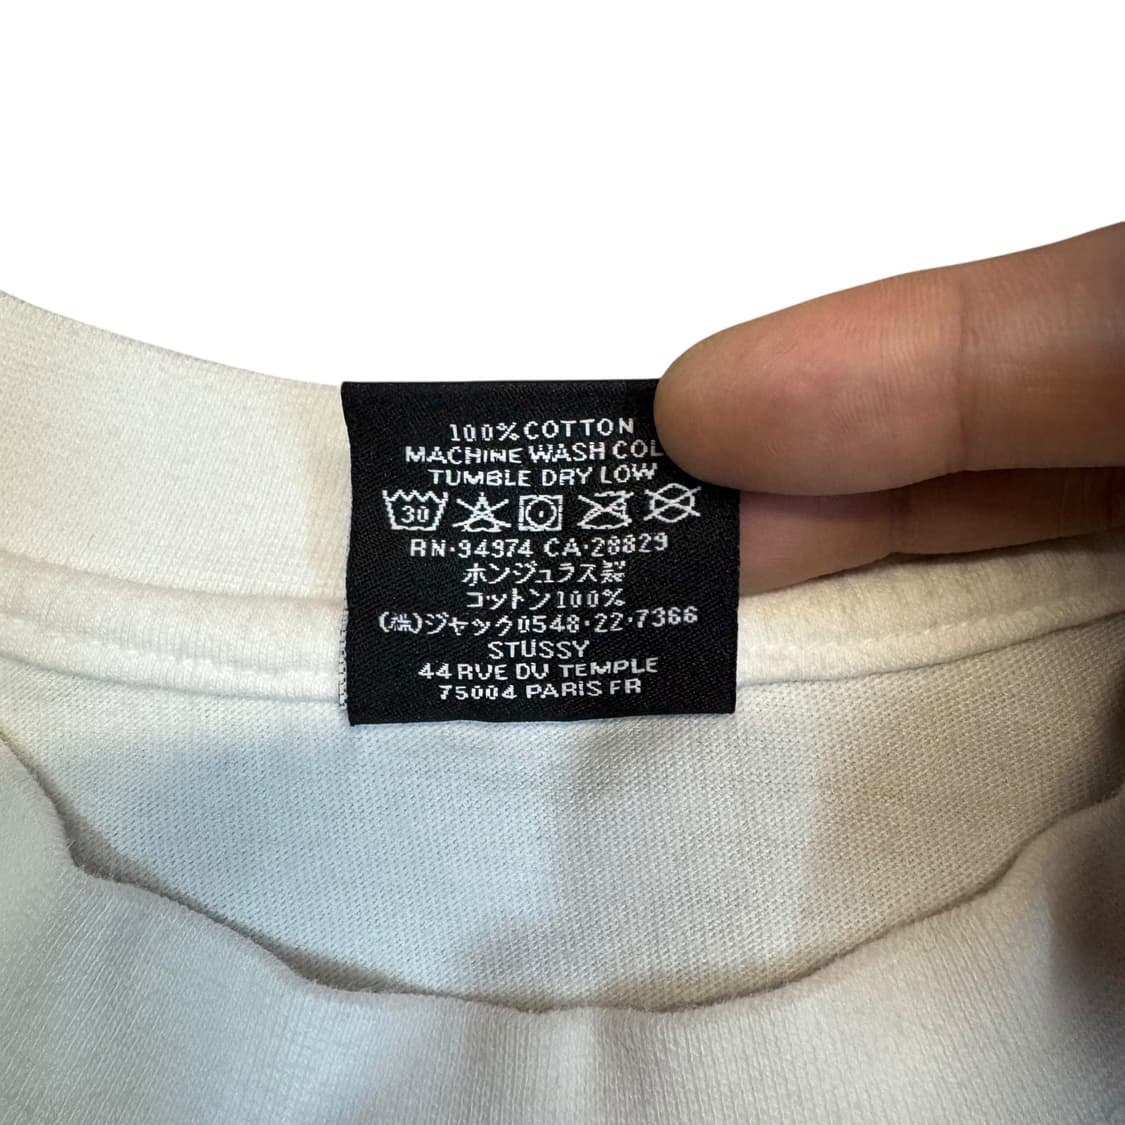 100% COTTON
MACHINE WASH COL
TUMBLE DRY LOW
30
RN·94974 CA·28829
ホンジュラス製
コットン100%
(株)ジャック0548·22·7366
STÜSSY
44 RUE DU TEMPLE
75004 PARIS FR